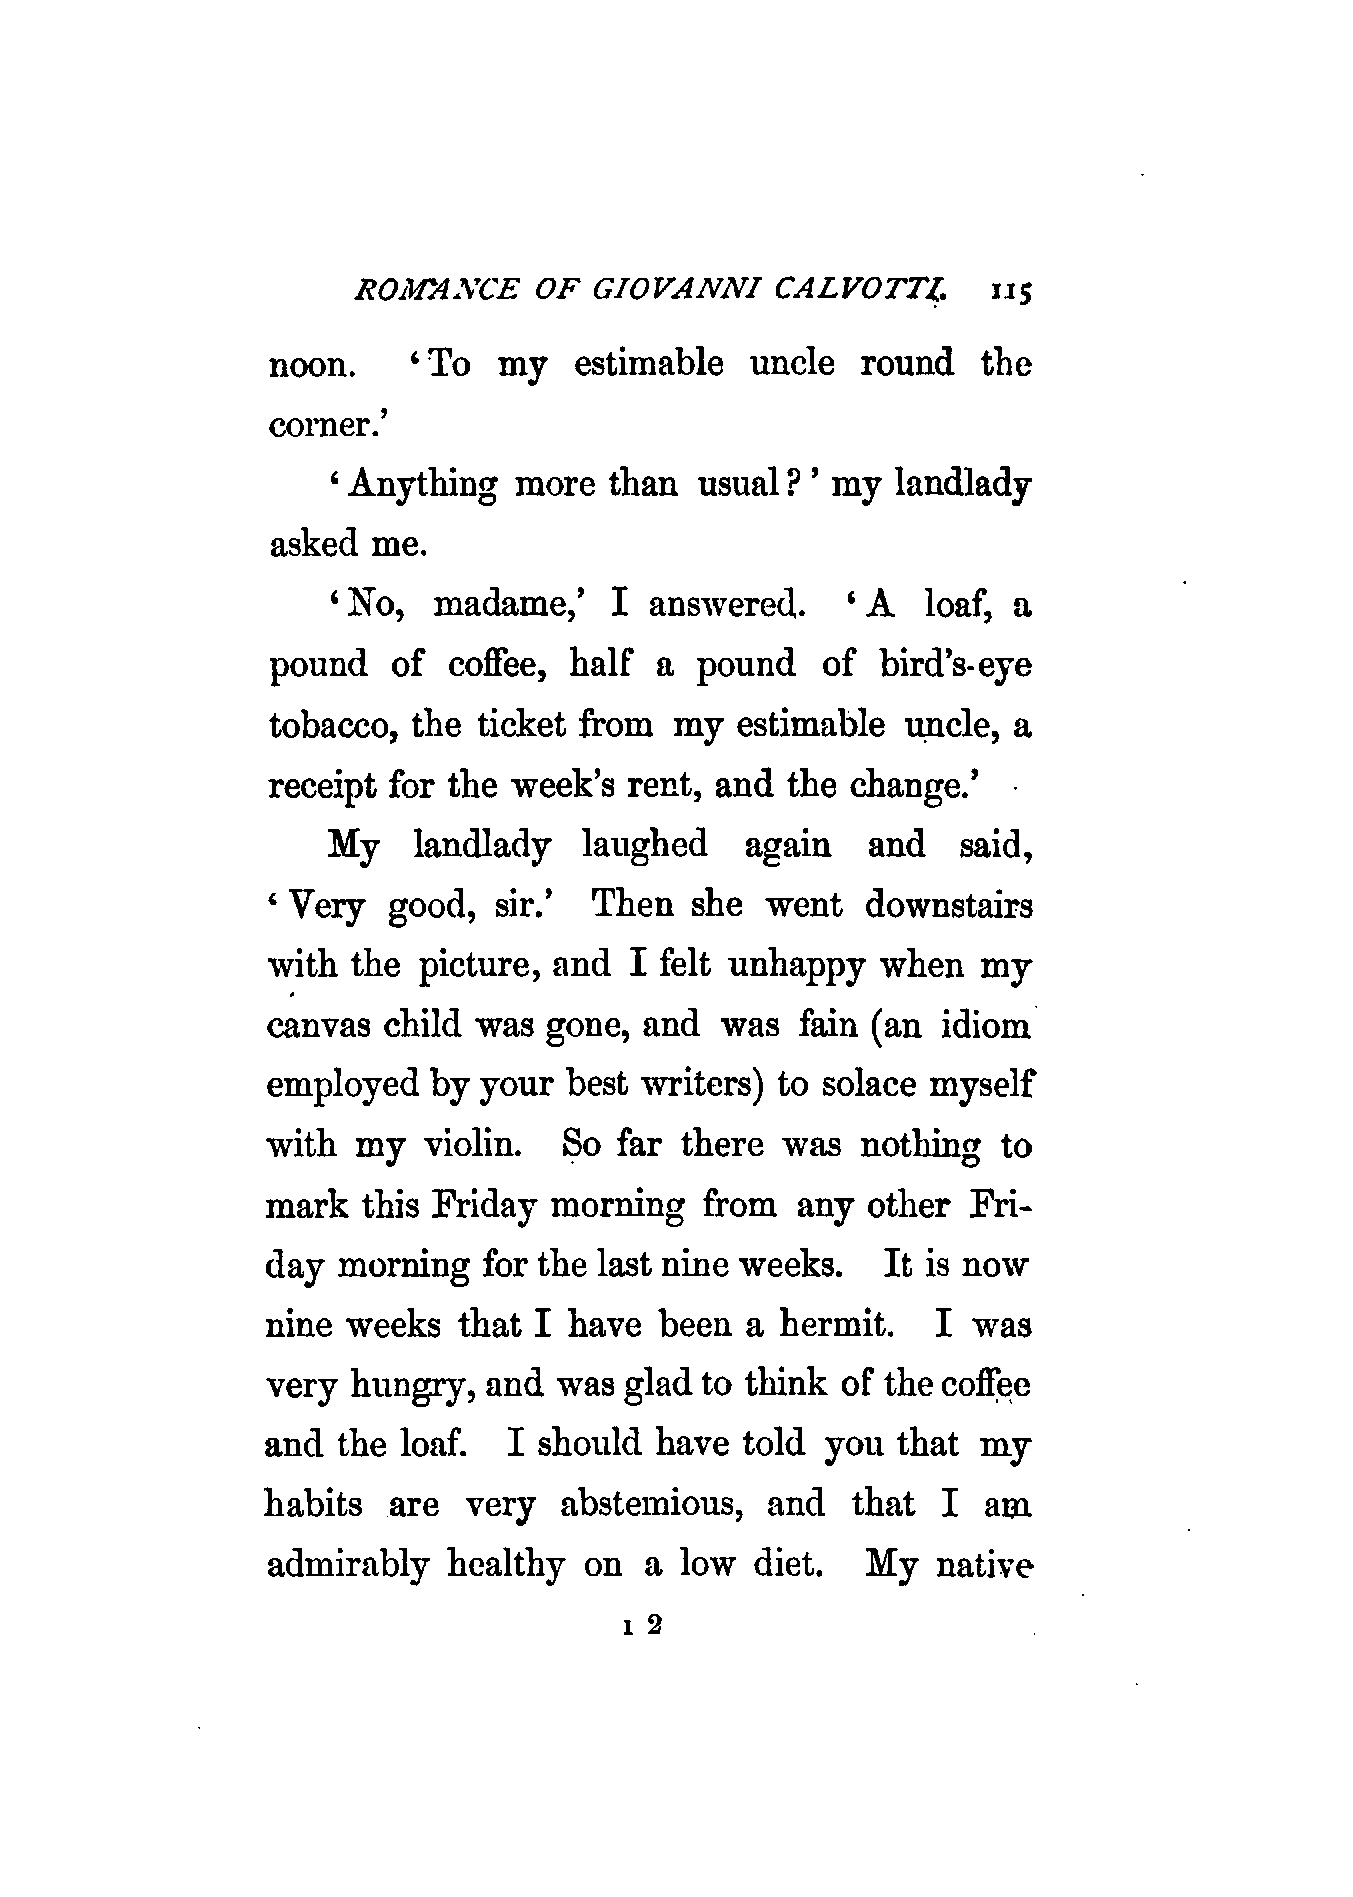 ROMANCE OF GIOVANNI CALVOTTI. 115
noon. ‘To my estimable uncle round the
corner.’
‘Anything more than usual?’ my landlady
asked me.
‘No, madame,’ I answered. ‘A loaf, a
pound of coffee, half a pound of bird’s-eye
tobacco, the ticket from my estimable uncle, a
receipt for the week’s rent, and the change.’
My landlady laughed again and said,
‘Very good, sir.’ Then she went downstairs
with the picture, and I felt unhappy when my
canvas child was gone, and was fain (an idiom
employed by your best writers) to solace myself
with my violin. So far there was nothing to
mark this Friday morning from any other Fri-
day morning for the last nine weeks. It is now
nine weeks that I have been a hermit. I was
very hungry, and was glad to think of the coffee
and the loaf. I should have told you that my
habits are very abstemious, and that I am
admirably healthy on a low diet. My native
I 2